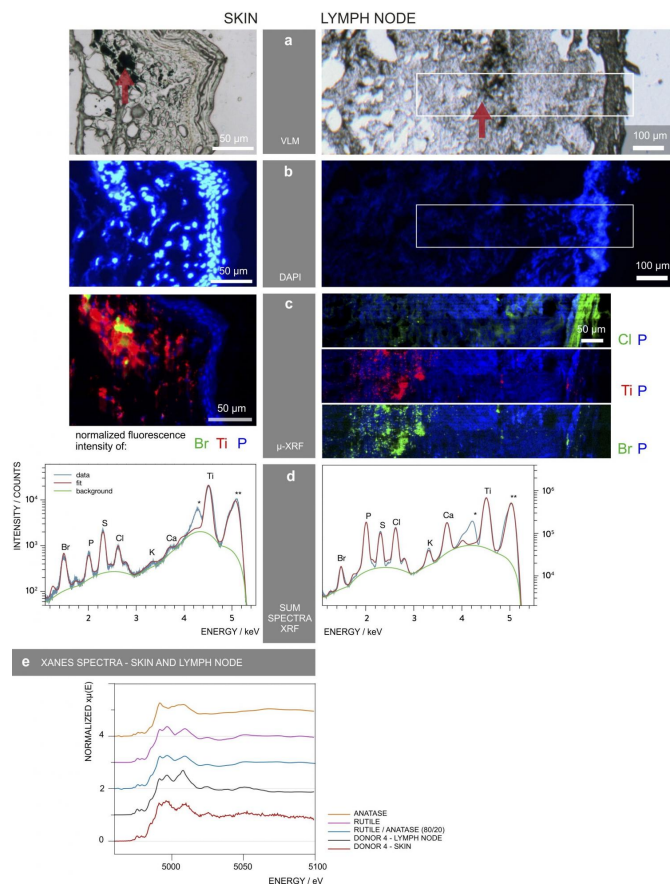 SKIN
LYMPH NODE
a
VLM
50 µm
100 µm
b
DAPI
50 µm
100 µm
c
µ-XRF
50 µm
50 µm
Cl P
Ti P
Br P
normalized fluorescence
intensity of:
Br Ti P
d
SUM
SPECTRA
XRF
INTENSITY / COUNTS
data
fit
background
10⁴
10³
10²
Br
P
S
Cl
K
Ca
*
Ti
**
2
3
4
5
ENERGY / keV
Br
P
S
Cl
K
Ca
*
Ti
**
10⁶
10⁵
10⁴
2
3
4
5
ENERGY / keV
e XANES SPECTRA - SKIN AND LYMPH NODE
NORMALIZED xµ(E)
4
2
0
5000
5050
5100
ENERGY / eV
ANATASE
RUTILE
RUTILE / ANATASE (80/20)
DONOR 4 - LYMPH NODE
DONOR 4 - SKIN